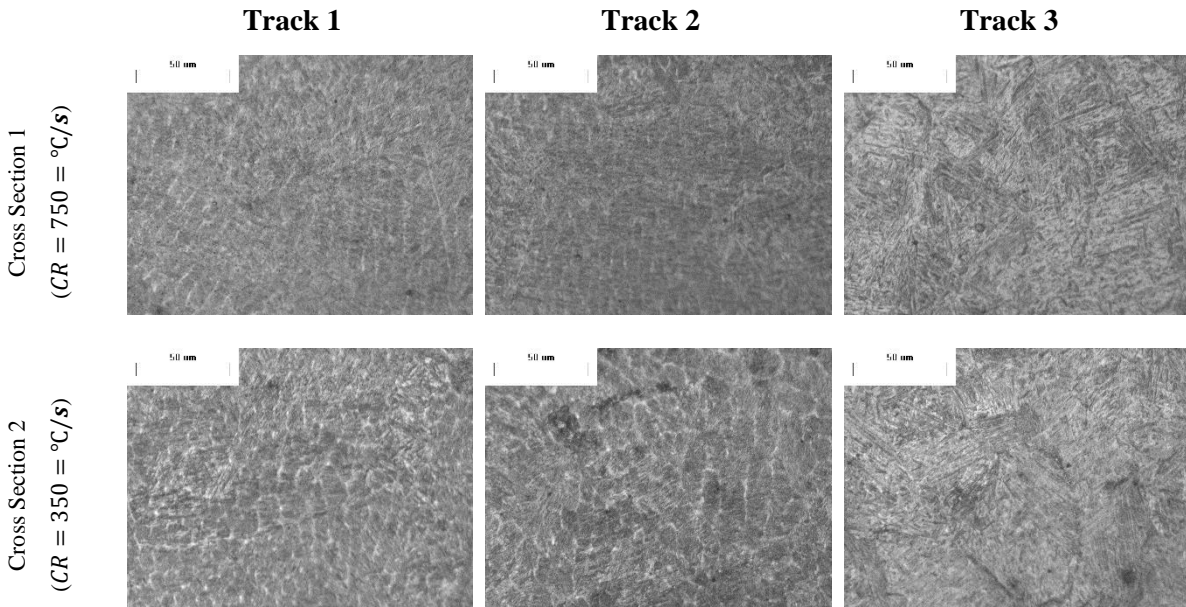 Track 1 Track 2 Track 3
50 um 50 um 50 um
Cross Section 1
(CR = 750 = °C/s)
50 um 50 um 50 um
Cross Section 2
(CR = 350 = °C/s)